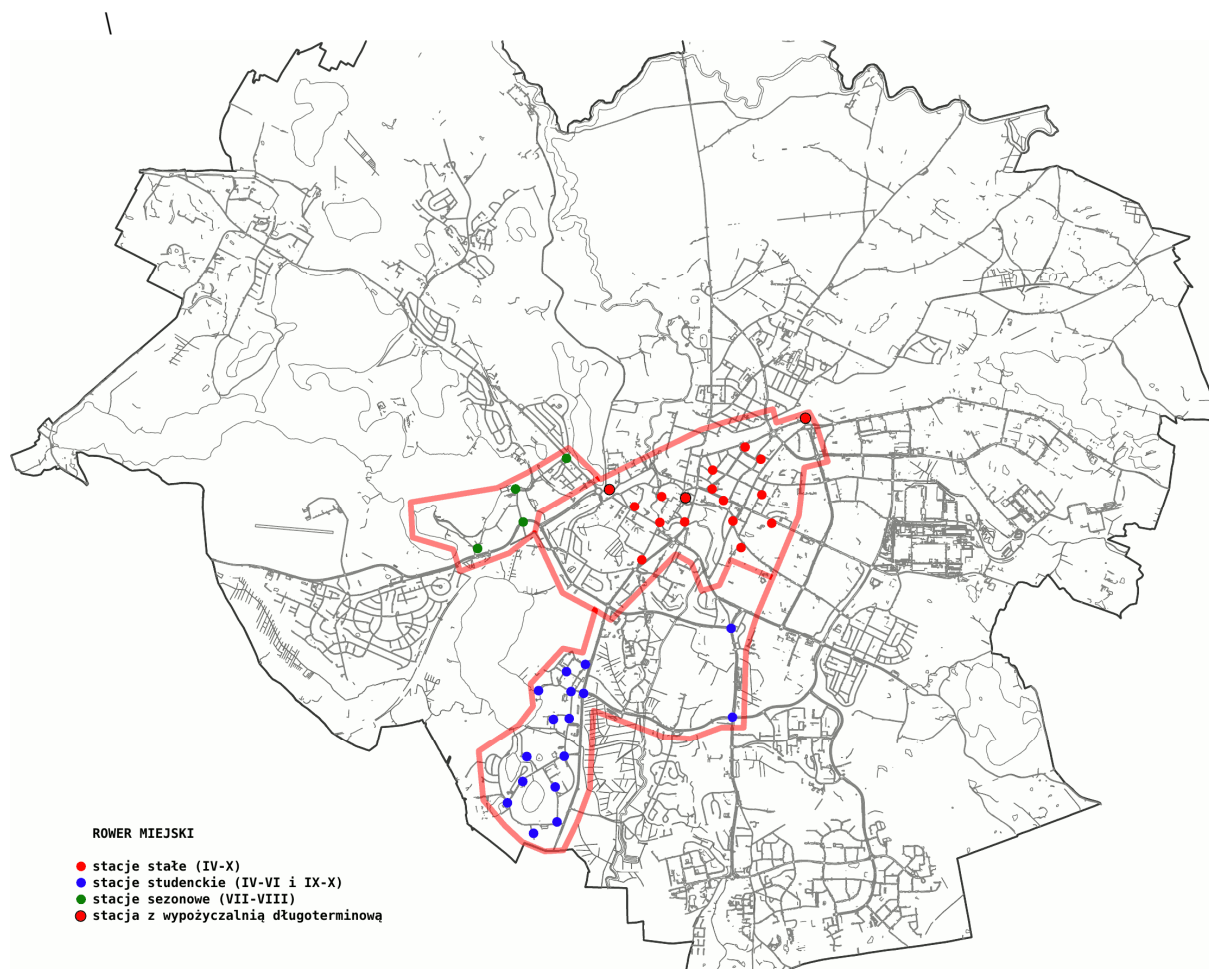 ROWER MIEJSKI
stacje stałe (IV-X)
stacje studenckie (IV-VI i IX-X)
stacje sezonowe (VII-VIII)
stacja z wypożyczalnią długoterminową